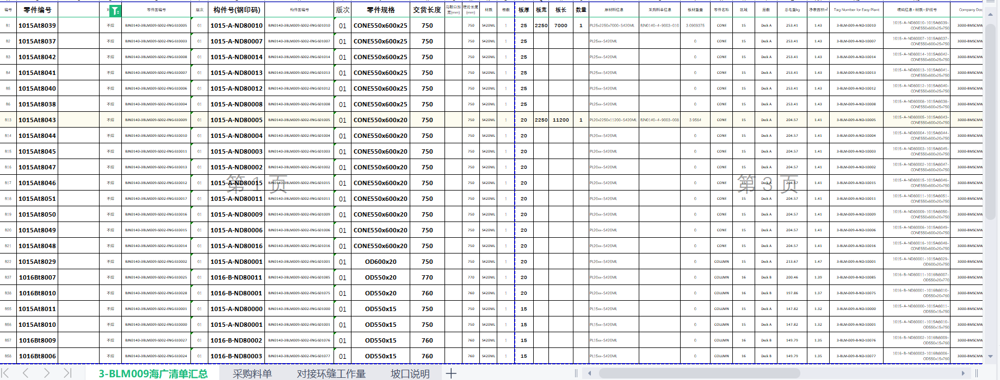 编号 零件编号 零件图编号 版次 构件号(钢印码) 构件图编号 版次 零件规格 交货长度 马鞍口加宽(mm) 理论长度(mm) 材质 根数 板厚 板宽 板长 数量 原材料信息 采购料单信息 板材重量 零件名称 区域 层数 总毛重kg 净表面积㎡ Tag Number for Easy Plant 喷码信息+材质+炉批号 Company Doc
B1 1015At8039 不焊 BJN0140-3BLM009-S002-ENG-S10005 01 1015-A-ND80010 BJN0140-3BLM009-S002-ENG-S01010 01 CONE550x600x25 750 750 S420ML 1 25 2250 7000 1 PL25x2250x7000-S420ML BJN0140-4-9003-010 3.0909375 CONE 15 Deck A 253.41 1.43 3-BLM-009-A-ND-10010 1015-A-ND80010-1015At8039-CONE550x600x25x750 3000-BMSCMW
B2 1015At8037 不焊 BJN0140-3BLM009-S002-ENG-S10003 01 1015-A-ND80007 BJN0140-3BLM009-S002-ENG-S01007 01 CONE550x600x25 750 750 S420ML 1 25 PL25xx-S420ML 0 CONE 15 Deck A 253.41 1.43 3-BLM-009-A-ND-10007 1015-A-ND80007-1015At8037-CONE550x600x25x750 3000-BMSCMW
B3 1015At8042 不焊 BJN0140-3BLM009-S002-ENG-S10008 01 1015-A-ND80014 BJN0140-3BLM009-S002-ENG-S01014 01 CONE550x600x25 750 750 S420ML 1 25 PL25xx-S420ML 0 CONE 15 Deck A 253.41 1.43 3-BLM-009-A-ND-10014 1015-A-ND80014-1015At8042-CONE550x600x25x750 3000-BMSCMW
B4 1015At8041 不焊 BJN0140-3BLM009-S002-ENG-S10007 01 1015-A-ND80013 BJN0140-3BLM009-S002-ENG-S01013 01 CONE550x600x25 750 750 S420ML 1 25 PL25xx-S420ML 0 CONE 15 Deck A 253.41 1.43 3-BLM-009-A-ND-10013 1015-A-ND80013-1015At8041-CONE550x600x25x750 3000-BMSCMW
B5 1015At8040 不焊 BJN0140-3BLM009-S002-ENG-S10006 01 1015-A-ND80012 BJN0140-3BLM009-S002-ENG-S01012 01 CONE550x600x25 750 750 S420ML 1 25 PL25xx-S420ML 0 CONE 15 Deck A 253.41 1.43 3-BLM-009-A-ND-10012 1015-A-ND80012-1015At8040-CONE550x600x25x750 3000-BMSCMW
B6 1015At8038 不焊 BJN0140-3BLM009-S002-ENG-S10004 01 1015-A-ND80008 BJN0140-3BLM009-S002-ENG-S01008 01 CONE550x600x25 750 750 S420ML 1 25 PL25xx-S420ML 0 CONE 15 Deck A 253.41 1.43 3-BLM-009-A-ND-10008 1015-A-ND80008-1015At8038-CONE550x600x25x750 3000-BMSCMW
B13 1015At8043 不焊 BJN0140-3BLM009-S002-ENG-S10009 01 1015-A-ND80005 BJN0140-3BLM009-S002-ENG-S01005 01 CONE550x600x20 750 750 S420ML 1 20 2250 11200 1 PL20x2250x11200-S420ML BJN0140-4-9003-008 3.9564 CONE 15 Deck A 204.57 1.41 3-BLM-009-A-ND-10005 1015-A-ND80005-1015At8043-CONE550x600x20x750 3000-BMSCMW
B14 1015At8044 不焊 BJN0140-3BLM009-S002-ENG-S10010 01 1015-A-ND80004 BJN0140-3BLM009-S002-ENG-S01004 01 CONE550x600x20 750 750 S420ML 1 20 PL20xx-S420ML 0 CONE 15 Deck A 204.57 1.41 3-BLM-009-A-ND-10004 1015-A-ND80004-1015At8044-CONE550x600x20x750 3000-BMSCMW
B15 1015At8045 不焊 BJN0140-3BLM009-S002-ENG-S10011 01 1015-A-ND80003 BJN0140-3BLM009-S002-ENG-S01003 01 CONE550x600x20 750 750 S420ML 1 20 PL20xx-S420ML 0 CONE 15 Deck A 204.57 1.41 3-BLM-009-A-ND-10003 1015-A-ND80003-1015At8045-CONE550x600x20x750 3000-BMSCMW
B16 1015At8047 不焊 BJN0140-3BLM009-S002-ENG-S10013 01 1015-A-ND80002 BJN0140-3BLM009-S002-ENG-S01002 01 CONE550x600x20 750 750 S420ML 1 20 PL20xx-S420ML 0 CONE 15 Deck A 204.57 1.41 3-BLM-009-A-ND-10002 1015-A-ND80002-1015At8047-CONE550x600x20x750 3000-BMSCMW
B17 1015At8046 不焊 BJN0140-3BLM009-S002-ENG-S10012 01 1015-A-ND80015 BJN0140-3BLM009-S002-ENG-S01015 01 CONE550x600x20 750 750 S420ML 1 20 PL20xx-S420ML 0 CONE 15 Deck A 204.57 1.41 3-BLM-009-A-ND-10015 1015-A-ND80015-1015At8046-CONE550x600x20x750 3000-BMSCMW
第 1 页 第 3 页
B18 1015At8051 不焊 BJN0140-3BLM009-S002-ENG-S10017 01 1015-A-ND80011 BJN0140-3BLM009-S002-ENG-S01011 01 CONE550x600x20 750 750 S420ML 1 20 PL20xx-S420ML 0 CONE 15 Deck A 204.57 1.41 3-BLM-009-A-ND-10011 1015-A-ND80011-1015At8051-CONE550x600x20x750 3000-BMSCMW
B19 1015At8050 不焊 BJN0140-3BLM009-S002-ENG-S10016 01 1015-A-ND80009 BJN0140-3BLM009-S002-ENG-S01009 01 CONE550x600x20 750 750 S420ML 1 20 PL20xx-S420ML 0 CONE 15 Deck A 204.57 1.41 3-BLM-009-A-ND-10009 1015-A-ND80009-1015At8050-CONE550x600x20x750 3000-BMSCMW
B20 1015At8049 不焊 BJN0140-3BLM009-S002-ENG-S10015 01 1015-A-ND80006 BJN0140-3BLM009-S002-ENG-S01006 01 CONE550x600x20 750 750 S420ML 1 20 PL20xx-S420ML 0 CONE 15 Deck A 204.57 1.41 3-BLM-009-A-ND-10006 1015-A-ND80006-1015At8049-CONE550x600x20x750 3000-BMSCMW
B21 1015At8048 不焊 BJN0140-3BLM009-S002-ENG-S10014 01 1015-A-ND80016 BJN0140-3BLM009-S002-ENG-S01016 01 CONE550x600x20 750 750 S420ML 1 20 PL20xx-S420ML 0 CONE 15 Deck A 204.57 1.41 3-BLM-009-A-ND-10016 1015-A-ND80016-1015At8048-CONE550x600x20x750 3000-BMSCMW
B22 1015At8029 不焊 BJN0140-3BLM009-S002-ENG-S10002 01 1015-A-ND80001 BJN0140-3BLM009-S002-ENG-S01001 01 OD600x20 750 750 S420ML 1 20 PL20xx-S420ML 0 COLUMN 15 Deck A 213.67 1.47 3-BLM-009-A-ND-10001 1015-A-ND80001-1015At8029-OD600x20x750 3000-BMSCMW
B37 1016Bt8007 不焊 BJN0140-3BLM009-S002-ENG-S10025 01 1016-B-ND80011 BJN0140-3BLM009-S002-ENG-S01085 01 OD550x20 770 770 S420ML 1 20 PL20xx-S420ML 0 COLUMN 16 Deck B 200.46 1.39 3-BLM-009-B-ND-10085 1016-B-ND80011-1016Bt8007-OD550x20x770 3000-BMSCMW
B38 1016Bt8010 不焊 BJN0140-3BLM009-S002-ENG-S10028 01 1016-B-ND80001 BJN0140-3BLM009-S002-ENG-S01075 01 OD550x20 760 760 S420ML 1 20 PL20xx-S420ML 0 COLUMN 16 Deck B 197.86 1.37 3-BLM-009-B-ND-10075 1016-B-ND80001-1016Bt8010-OD550x20x760 3000-BMSCMW
B55 1015At8011 不焊 BJN0140-3BLM009-S002-ENG-S10001 01 1015-A-ND80000 BJN0140-3BLM009-S002-ENG-S01000 01 OD550x15 750 750 S420ML 1 15 PL15xx-S420ML 0 COLUMN 15 Deck A 147.82 1.32 3-BLM-009-A-ND-10000 1015-A-ND80000-1015At8011-OD550x15x750 3000-BMSCMW
B56 1015At8010 不焊 BJN0140-3BLM009-S002-ENG-S10000 01 1015-A-ND80001 BJN0140-3BLM009-S002-ENG-S01001 01 OD550x15 750 750 S420ML 1 15 PL15xx-S420ML 0 COLUMN 15 Deck A 147.82 1.32 3-BLM-009-A-ND-10001 1015-A-ND80001-1015At8010-OD550x15x750 3000-BMSCMW
B57 1016Bt8009 不焊 BJN0140-3BLM009-S002-ENG-S10027 01 1016-B-ND80002 BJN0140-3BLM009-S002-ENG-S01076 01 OD550x15 760 760 S420ML 1 15 PL15xx-S420ML 0 COLUMN 16 Deck B 149.79 1.35 3-BLM-009-B-ND-10076 1016-B-ND80002-1016Bt8009-OD550x15x760 3000-BMSCMW
B58 1016Bt8006 不焊 BJN0140-3BLM009-S002-ENG-S10024 01 1016-B-ND80003 BJN0140-3BLM009-S002-ENG-S01077 01 OD550x15 760 760 S420ML 1 15 PL15xx-S420ML 0 COLUMN 16 Deck B 149.79 1.35 3-BLM-009-B-ND-10077 1016-B-ND80003-1016Bt8006-OD550x15x760 3000-BMSCMW
3-BLM009海广清单汇总 采购料单 对接环缝工作量 坡口说明